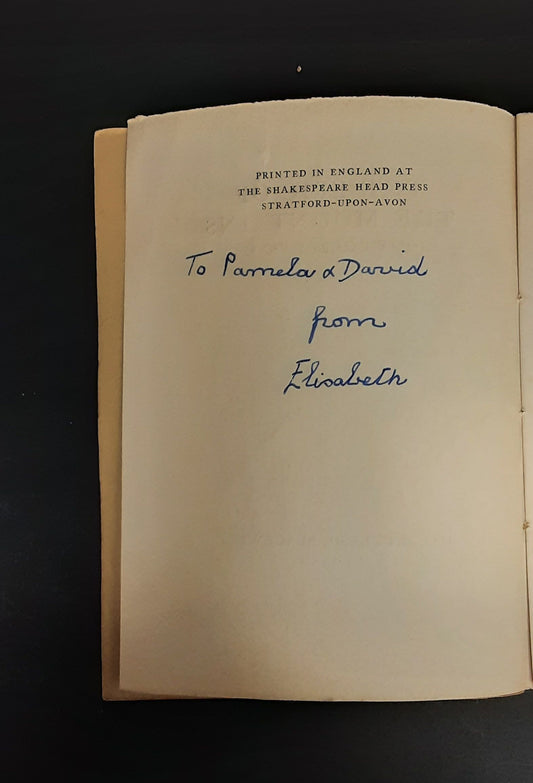 PRINTED IN ENGLAND AT
THE SHAKESPEARE HEAD PRESS
STRATFORD-UPON-AVON
To Pamela & David
from
Elisabeth